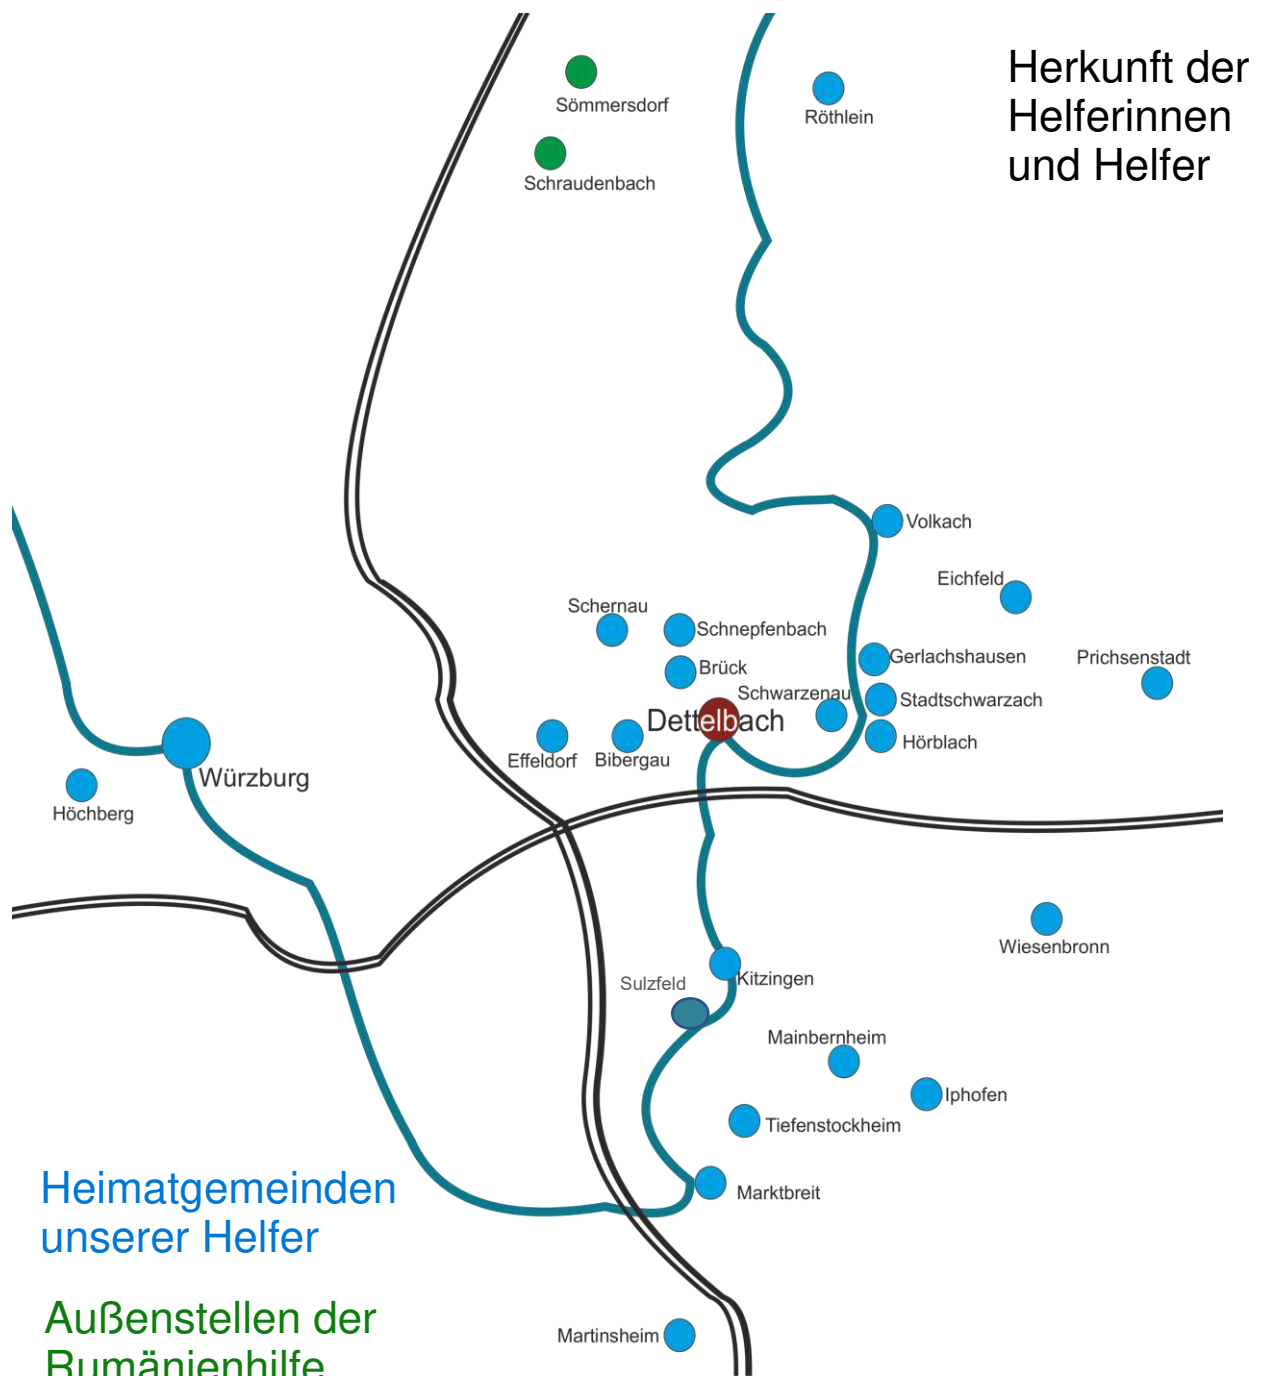 Herkunft der
Helferinnen
und Helfer
Sömmersdorf
Röthlein
Schraudenbach
Volkach
Eichfeld
Schernau
Schnepfenbach
Gerlachshausen
Prichsenstadt
Brück
Schwarzenau
Stadtschwarzach
Dettelbach
Hörblach
Effeldorf
Bibergau
Würzburg
Höchberg
Wiesenbronn
Kitzingen
Sulzfeld
Mainbernheim
Iphofen
Tiefenstockheim
Marktbreit
Heimatgemeinden
unserer Helfer
Außenstellen der
Rumänienhilfe
Martinsheim